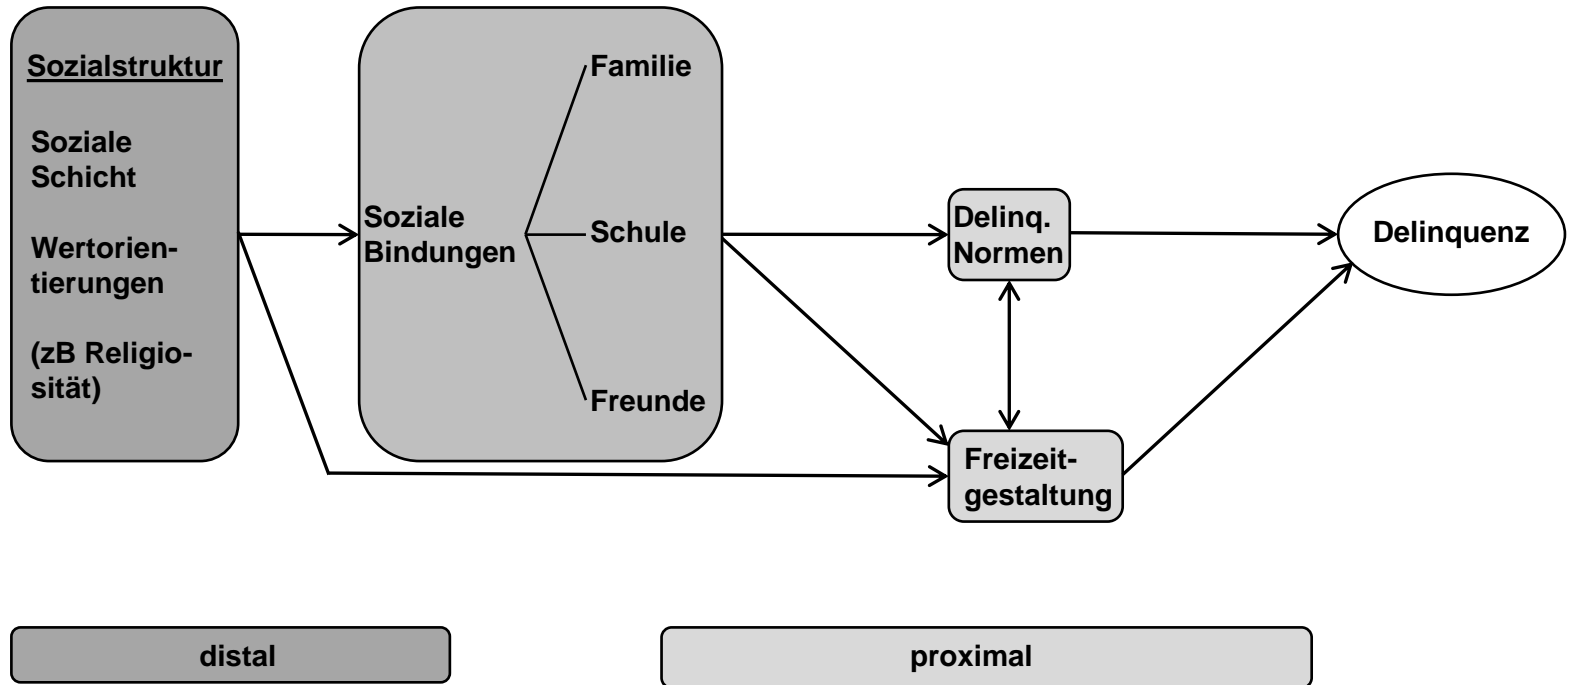 Sozialstruktur
Soziale
Schicht
Wertorien-
tierungen
(zB Religio-
sität)
Soziale
Bindungen
Familie
Schule
Freunde
Delinq.
Normen
Freizeit-
gestaltung
Delinquenz
distal
proximal